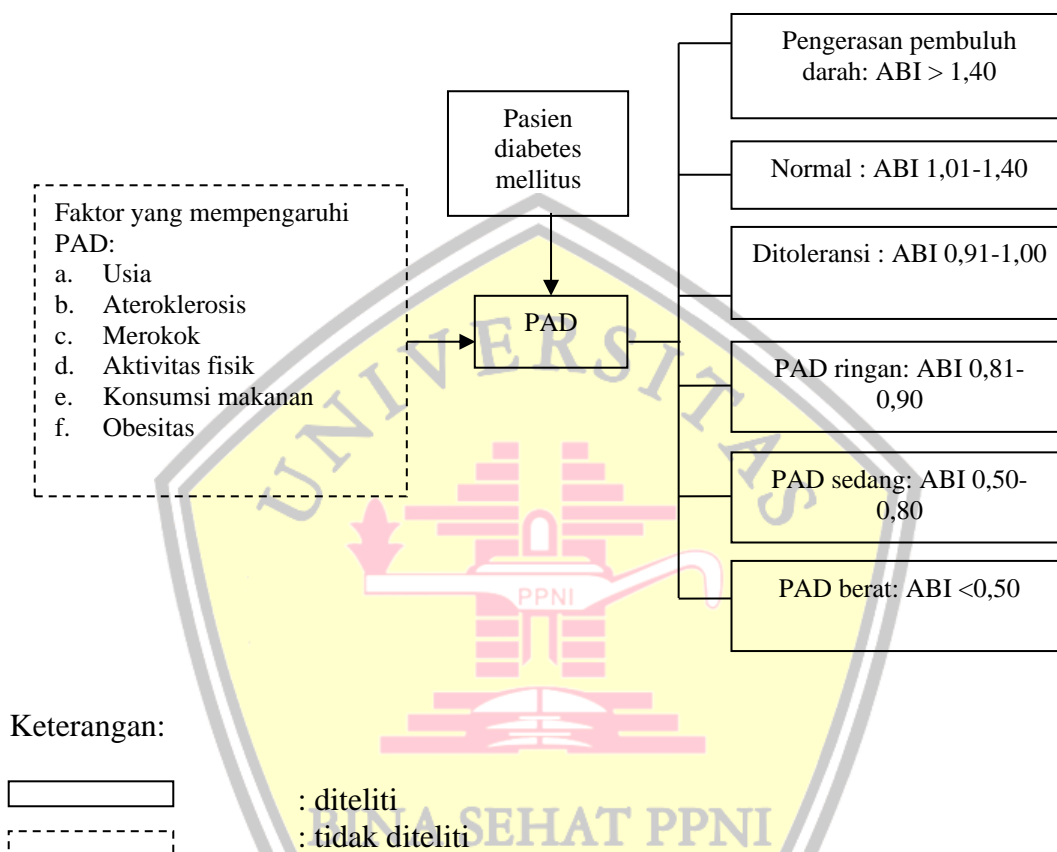 Pengerasan pembuluh
darah: ABI > 1,40
Pasien
diabetes
mellitus
Normal : ABI 1,01-1,40
Faktor yang mempengaruhi
PAD:
a. Usia
b. Ateroklerosis
c. Merokok
d. Aktivitas fisik
e. Konsumsi makanan
f. Obesitas
Ditoleransi : ABI 0,91-1,00
PAD
PAD ringan: ABI 0,81-
0,90
PAD sedang: ABI 0,50-
0,80
PAD berat: ABI <0,50
UNIVERSITAS
PPNI
Keterangan:
: diteliti
BINA SEHAT PPNI
: tidak diteliti